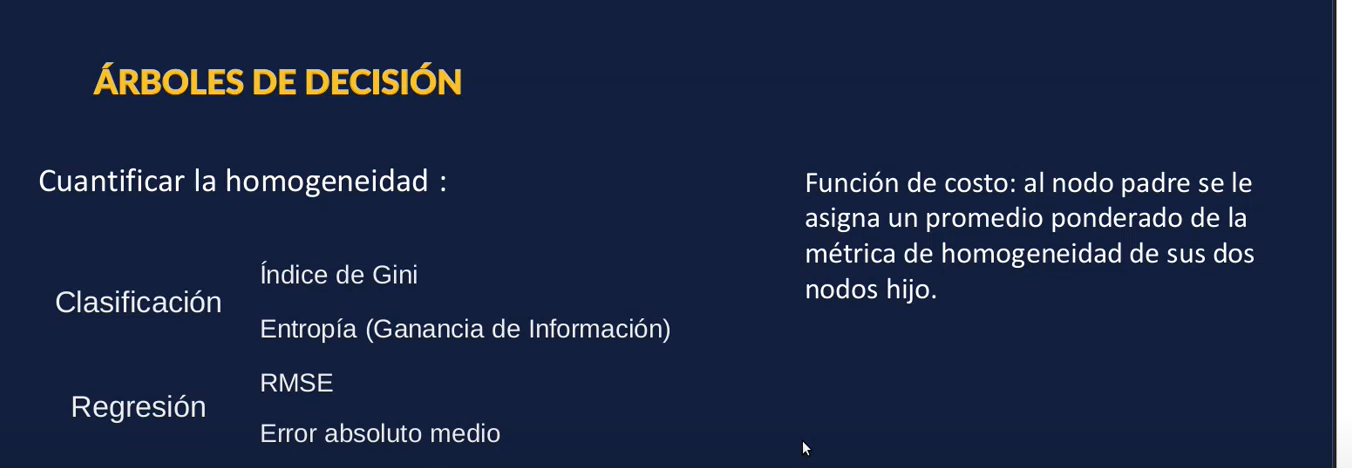 ÁRBOLES DE DECISIÓN
Cuantificar la homogeneidad :
Clasificación
Índice de Gini
Entropía (Ganancia de Información)
Regresión
RMSE
Error absoluto medio
Función de costo: al nodo padre se le
asigna un promedio ponderado de la
métrica de homogeneidad de sus dos
nodos hijo.